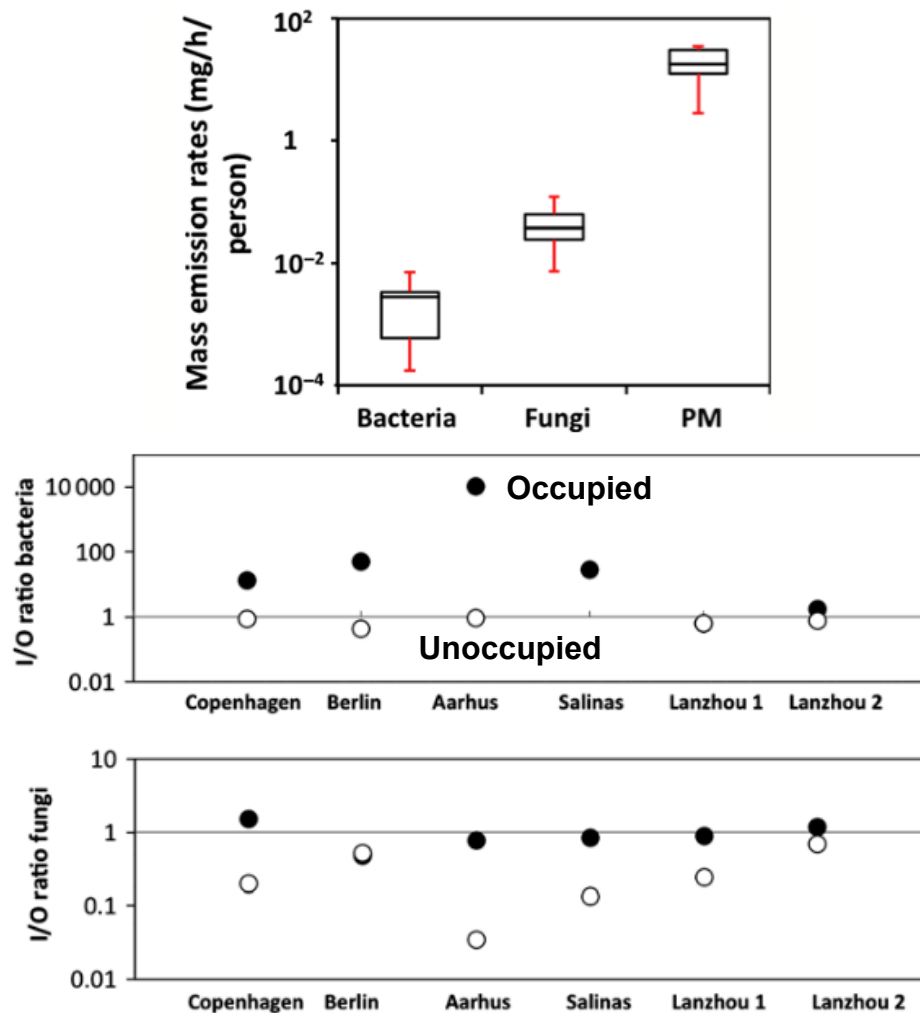 Mass emission rates (mg/h/
person)
10²
1
10⁻²
10⁻⁴
Bacteria Fungi PM
I/O ratio bacteria
10 000
100
1
0.01
Occupied
Unoccupied
Copenhagen Berlin Aarhus Salinas Lanzhou 1 Lanzhou 2
I/O ratio fungi
10
1
0.1
0.01
Copenhagen Berlin Aarhus Salinas Lanzhou 1 Lanzhou 2